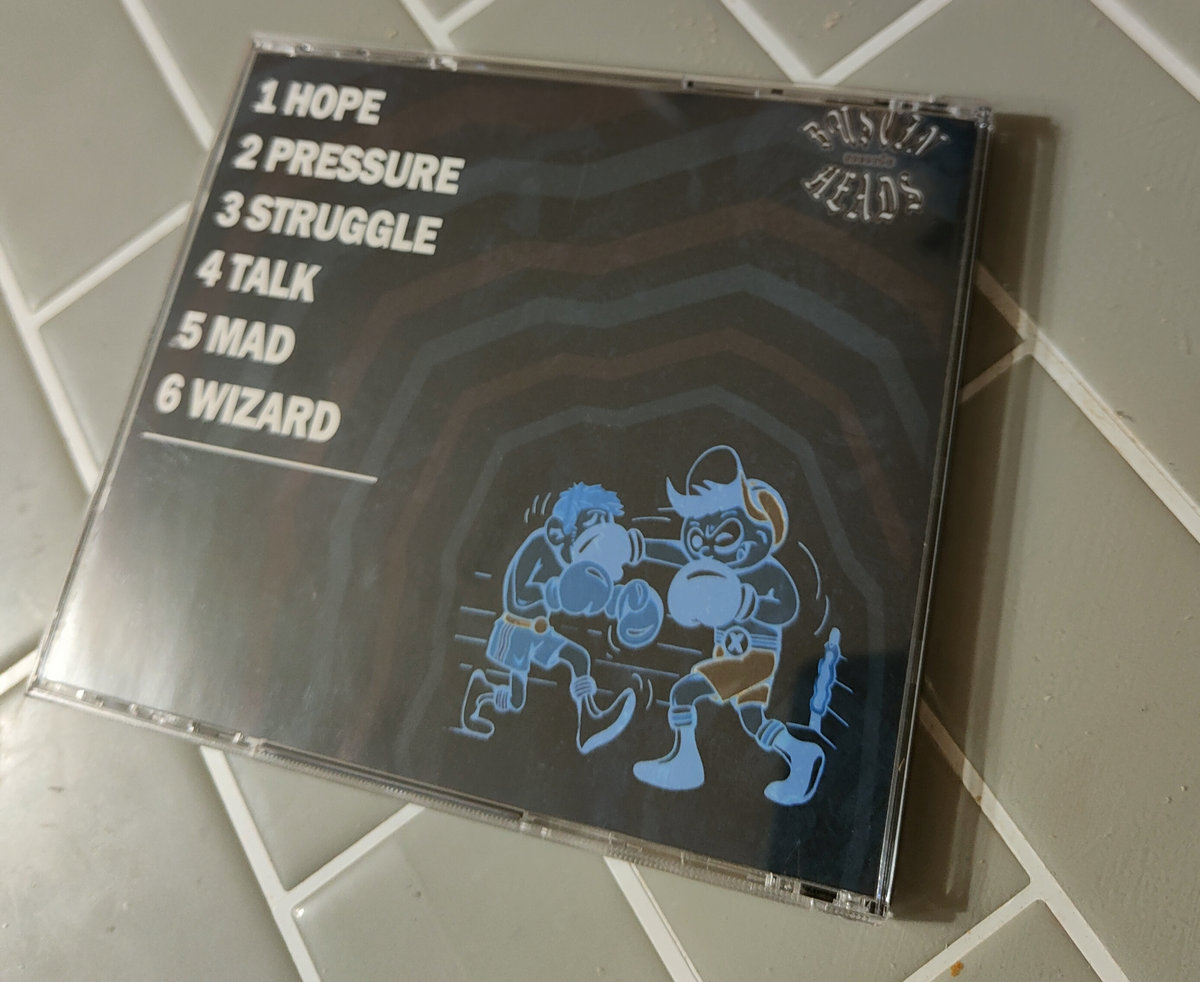 1 HOPE
2 PRESSURE
3 STRUGGLE
4 TALK
5 MAD
6 WIZARD
HEADS
X